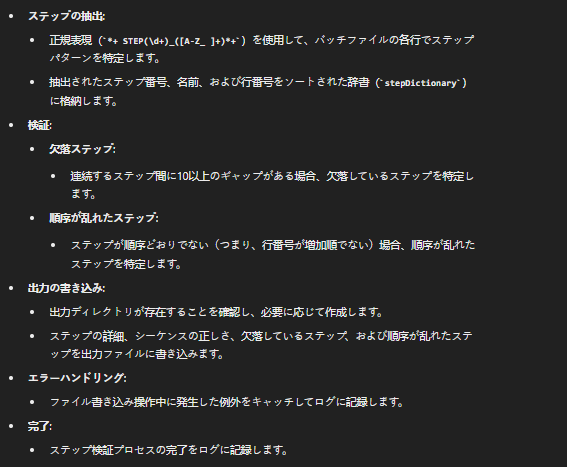 ステップの抽出:
正規表現（`*+ STEP(\d+)_([A-Z_ ]+)*+`）を使用して、バッチファイルの各行でステップ
パターンを特定します。
抽出されたステップ番号、名前、および行番号をソートされた辞書（`stepDictionary`）
に格納します。
検証:
欠落ステップ:
連続するステップ間に10以上のギャップがある場合、欠落しているステップを特定し
ます。
順序が乱れたステップ:
ステップが順序どおりでない（つまり、行番号が増加順でない）場合、順序が乱れた
ステップを特定します。
出力の書き込み:
出力ディレクトリが存在することを確認し、必要に応じて作成します。
ステップの詳細、シーケンスの正しさ、欠落しているステップ、および順序が乱れたステ
ップを出力ファイルに書き込みます。
エラーハンドリング:
ファイル書き込み操作中に発生した例外をキャッチしてログに記録します。
完了:
ステップ検証プロセスの完了をログに記録します。